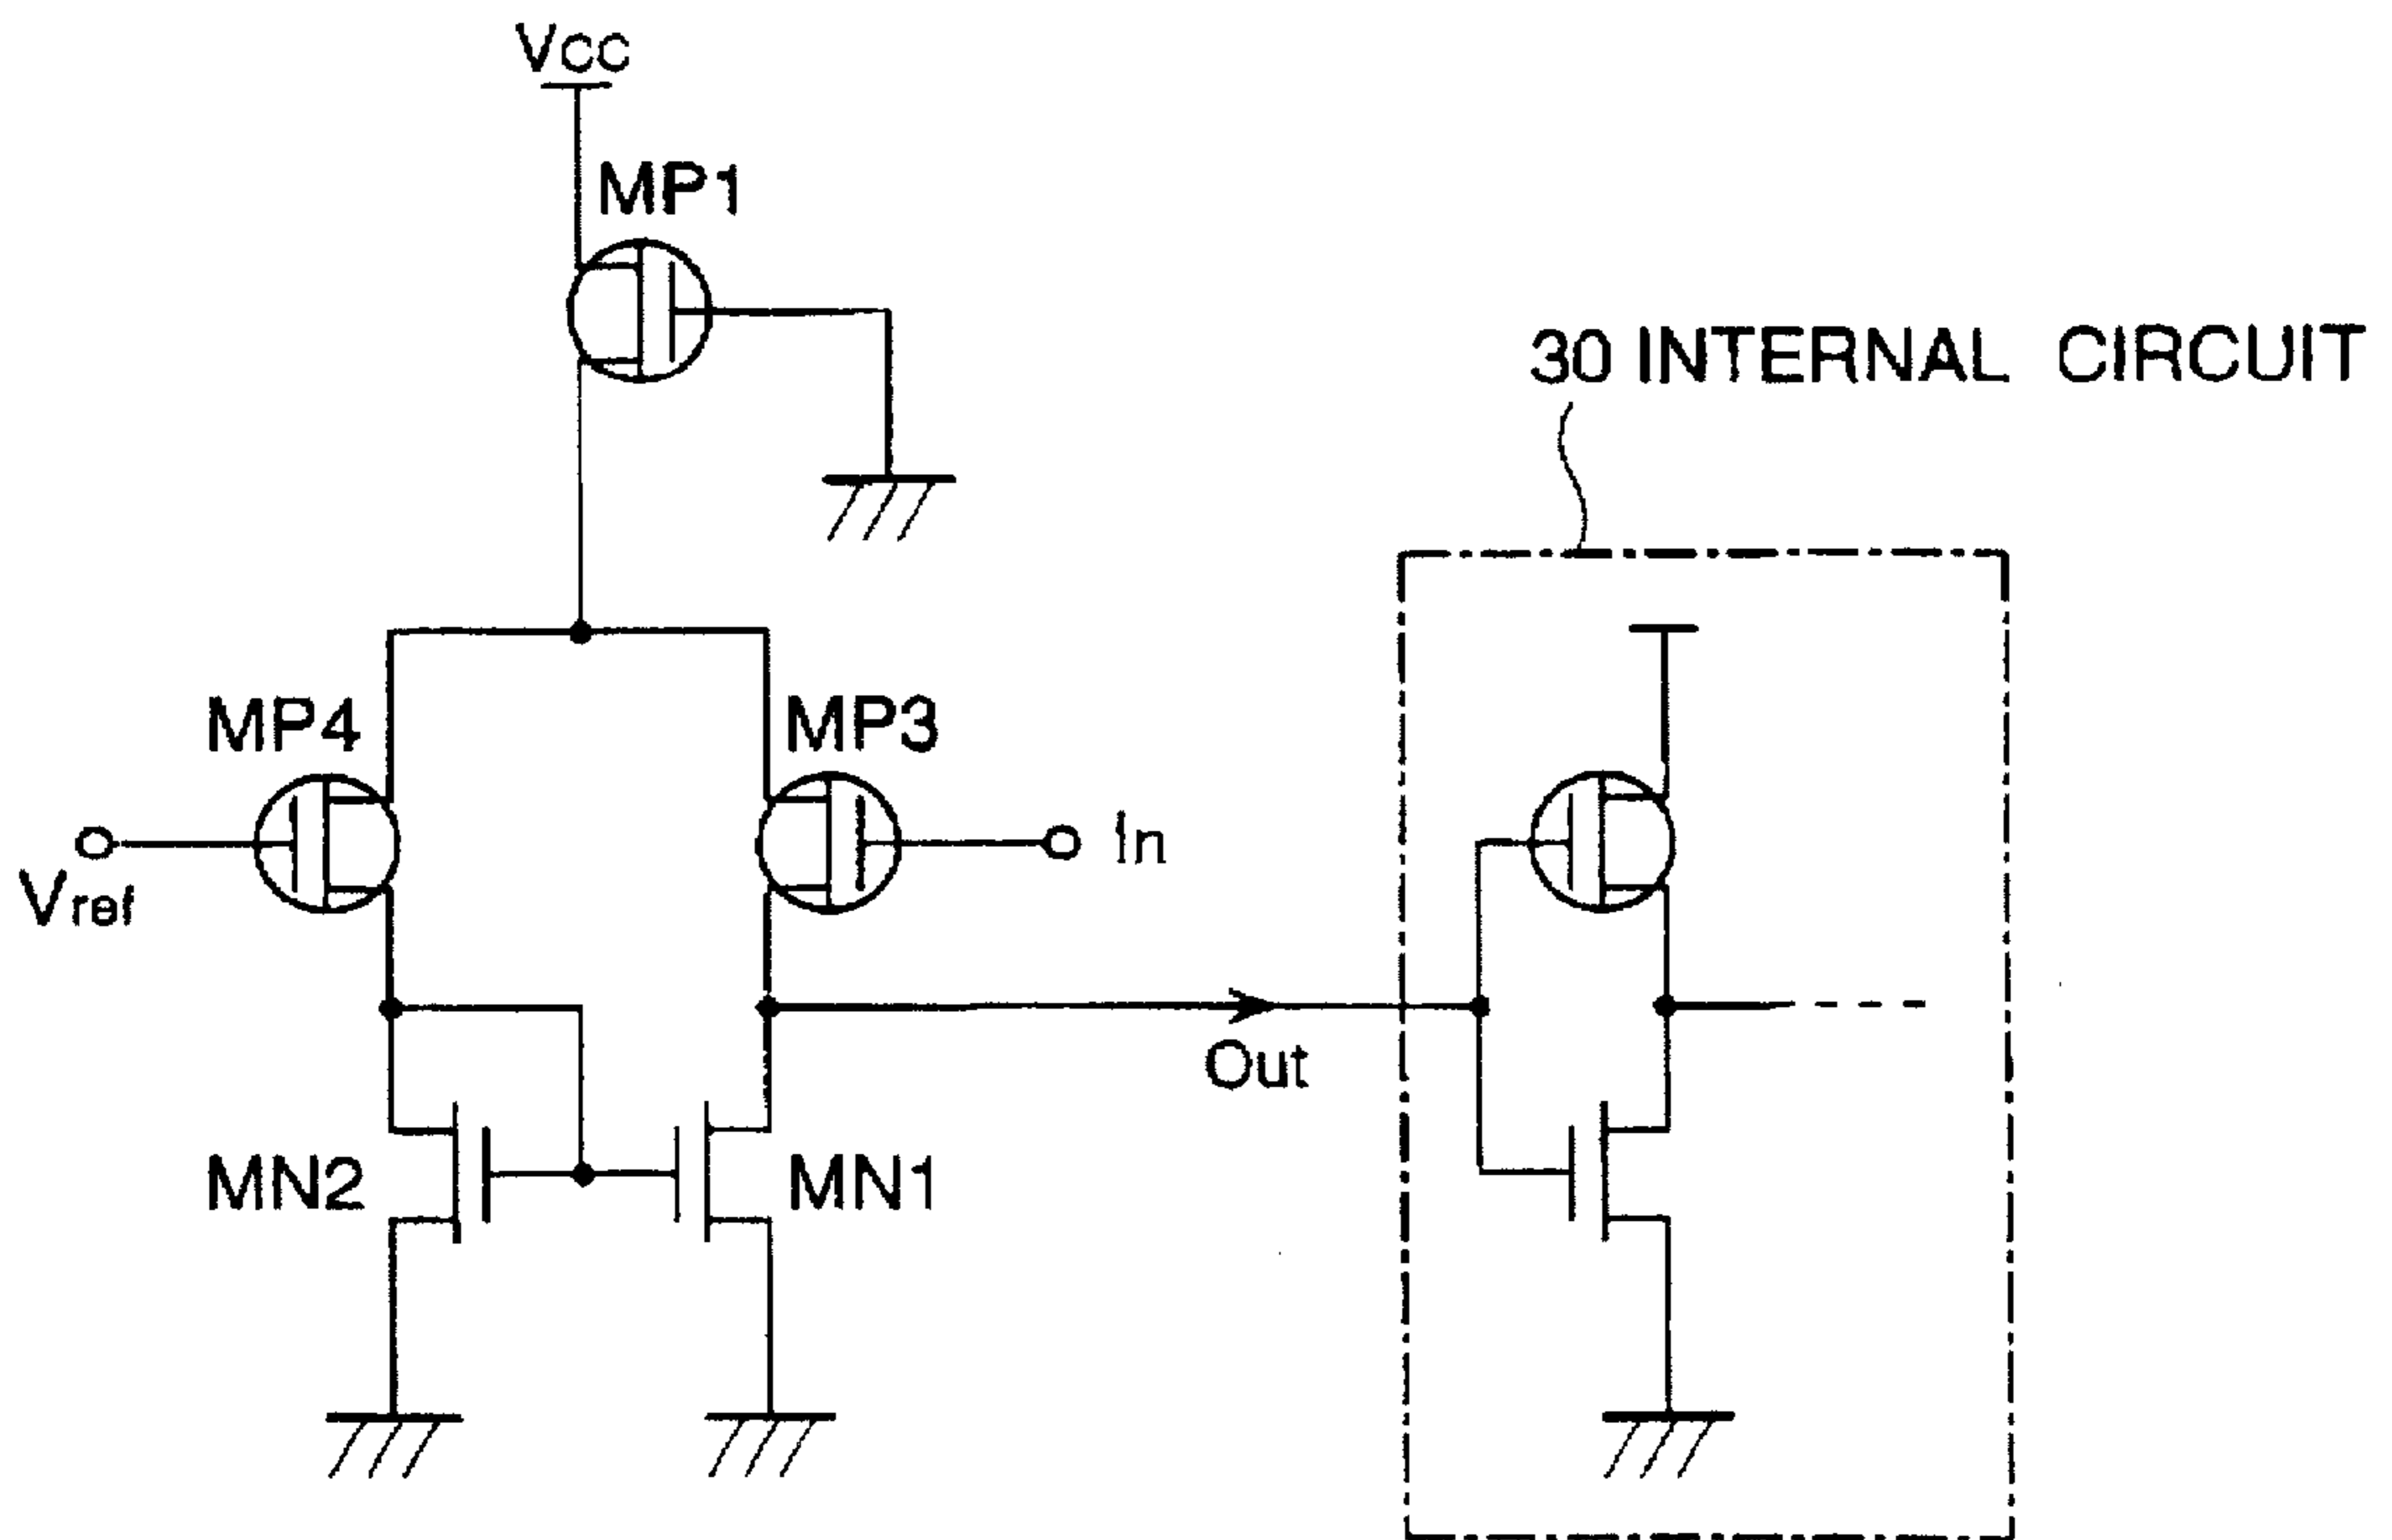 Vcc
MP1
30 INTERNAL CIRCUIT
MP4
MP3
In
Vref
Out
MN2
MN1